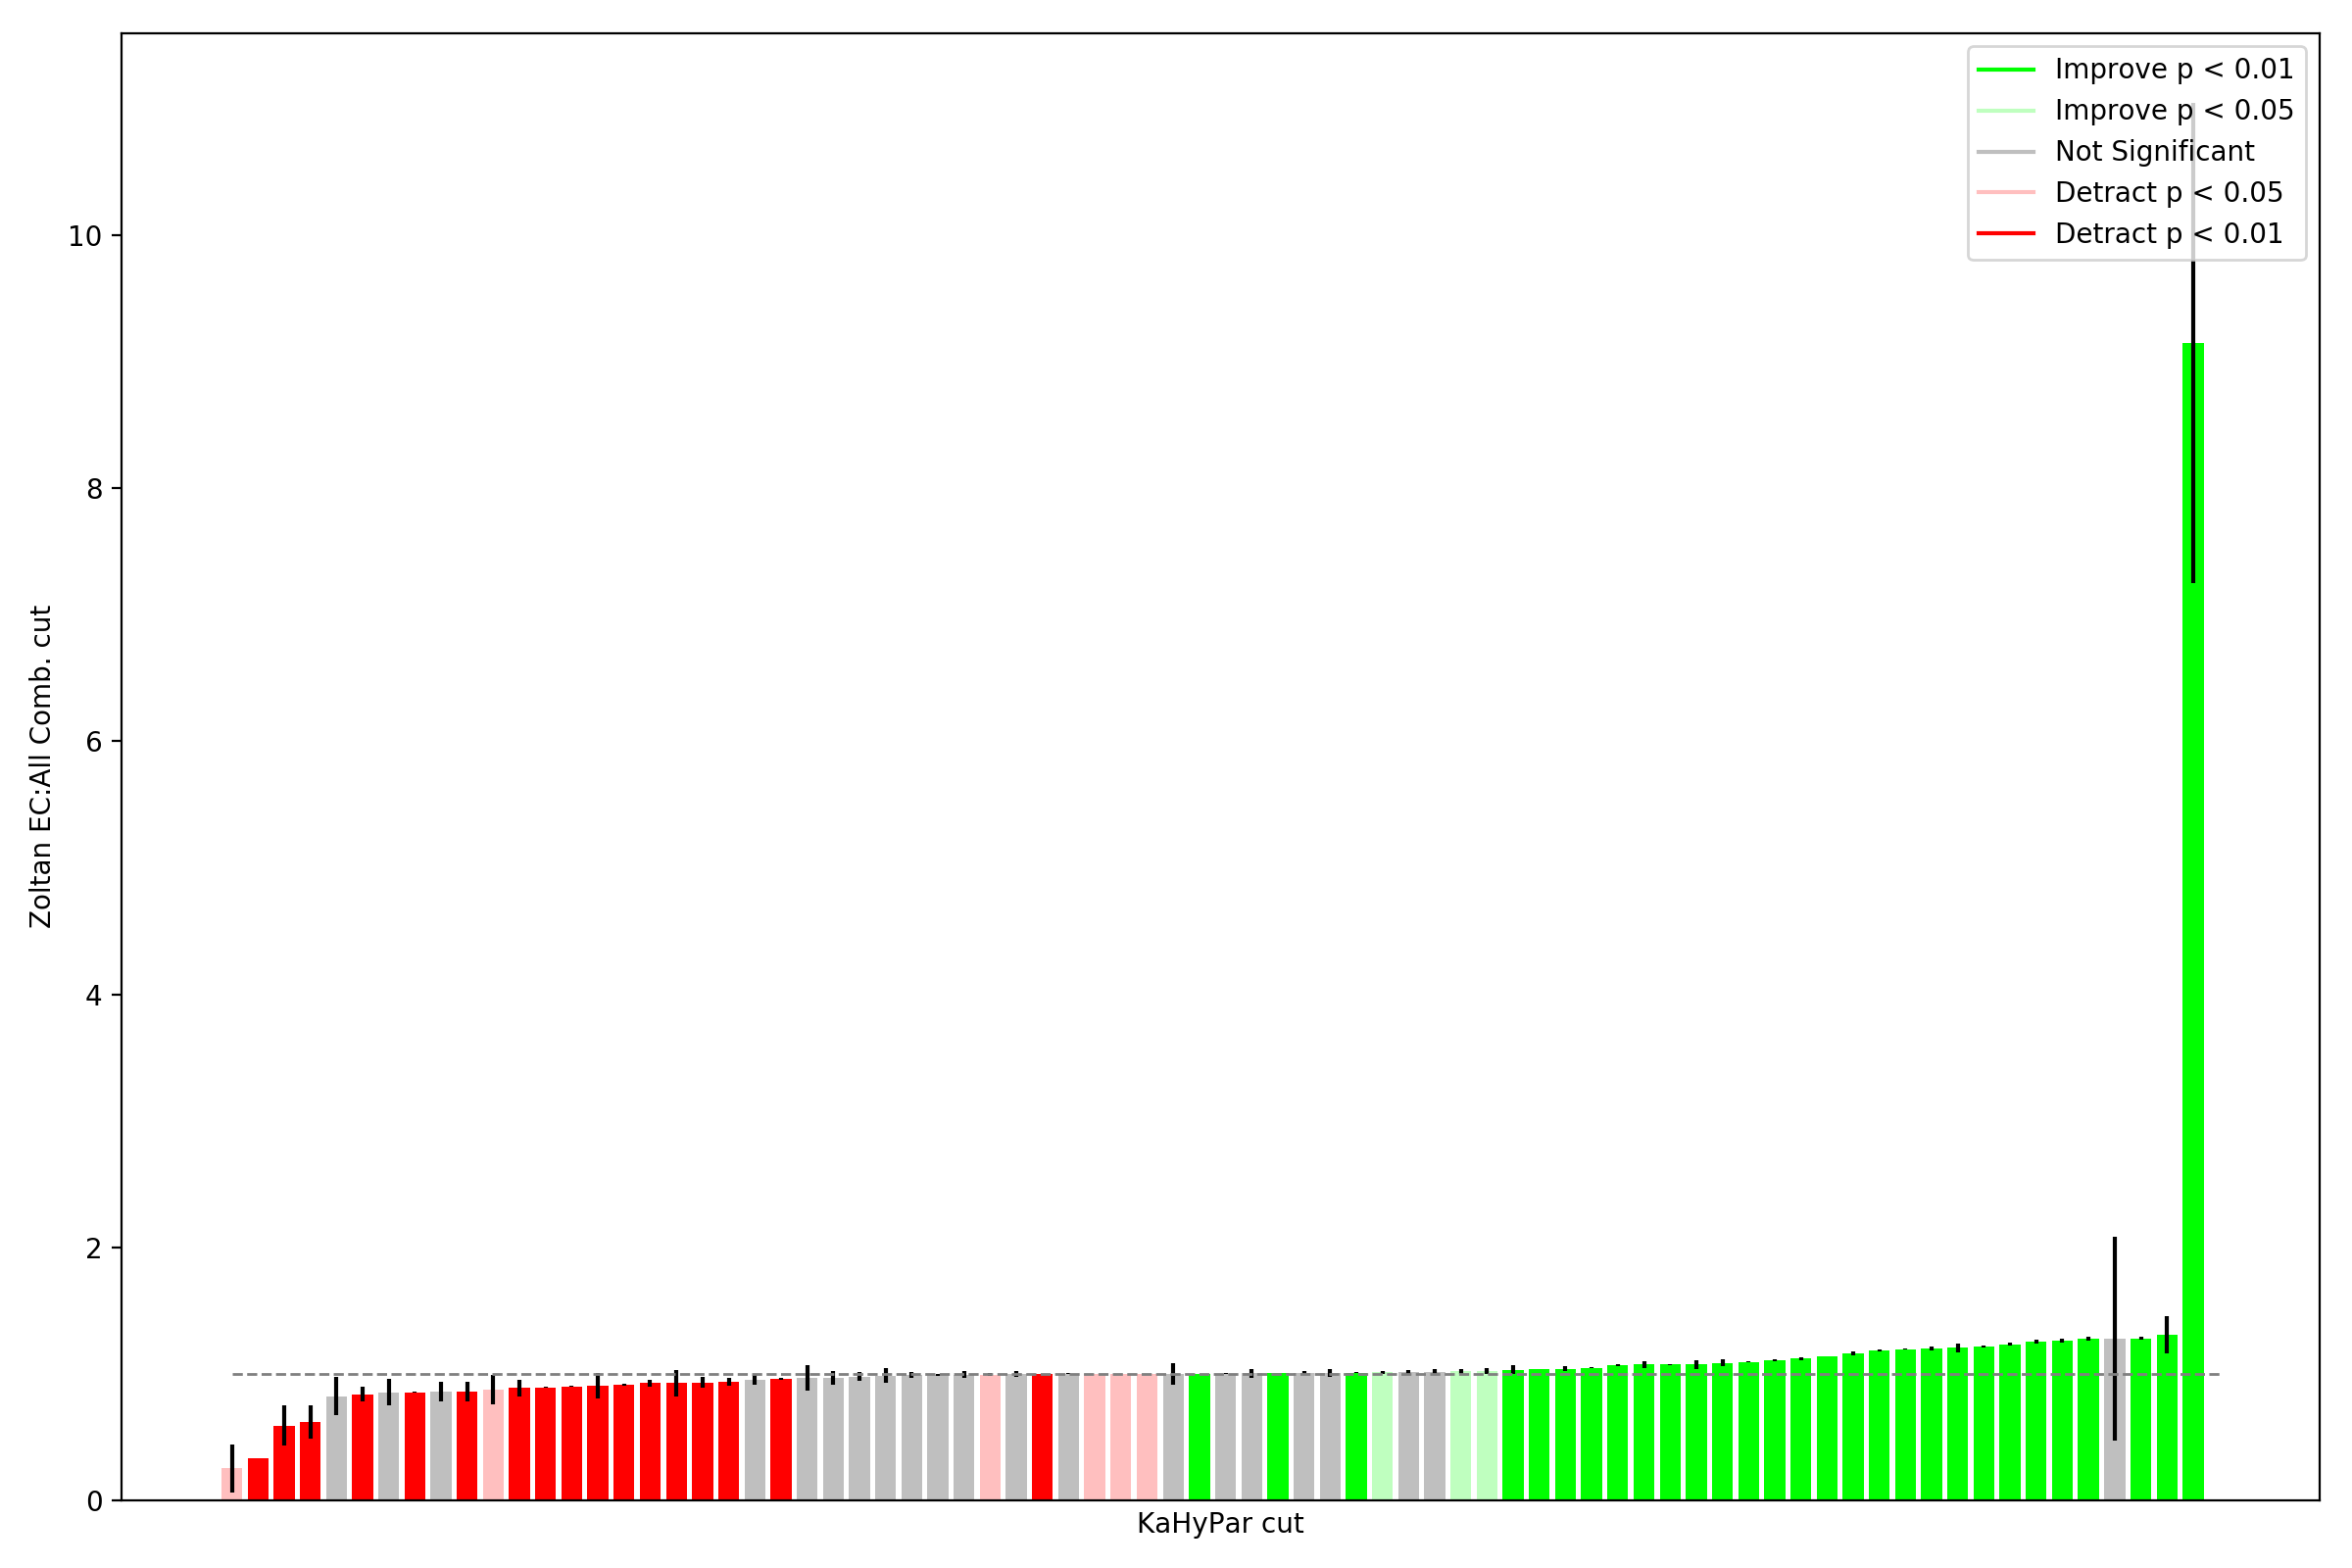 Improve p < 0.01
Improve p < 0.05
Not Significant
Detract p < 0.05
Detract p < 0.01
10
8
6
4
2
0
Zoltan EC:All Comb. cut
KaHyPar cut